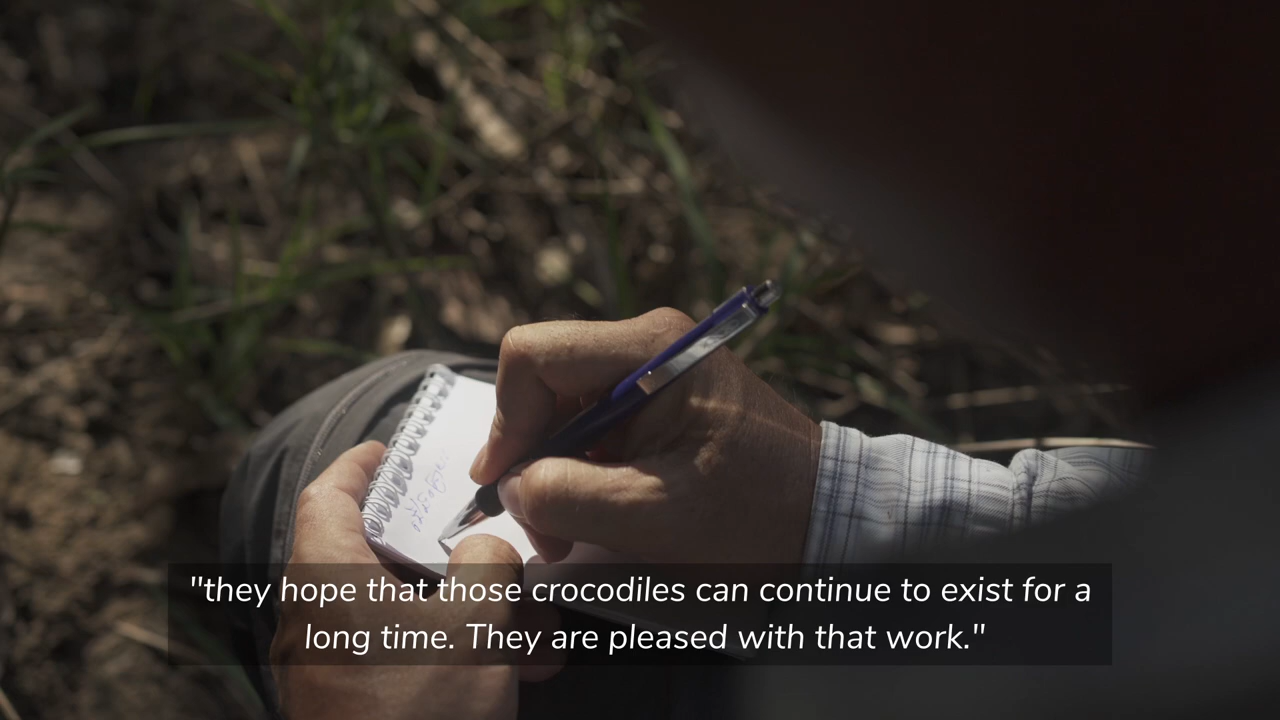 "they hope that those crocodiles can continue to exist for a
long time. They are pleased with that work."